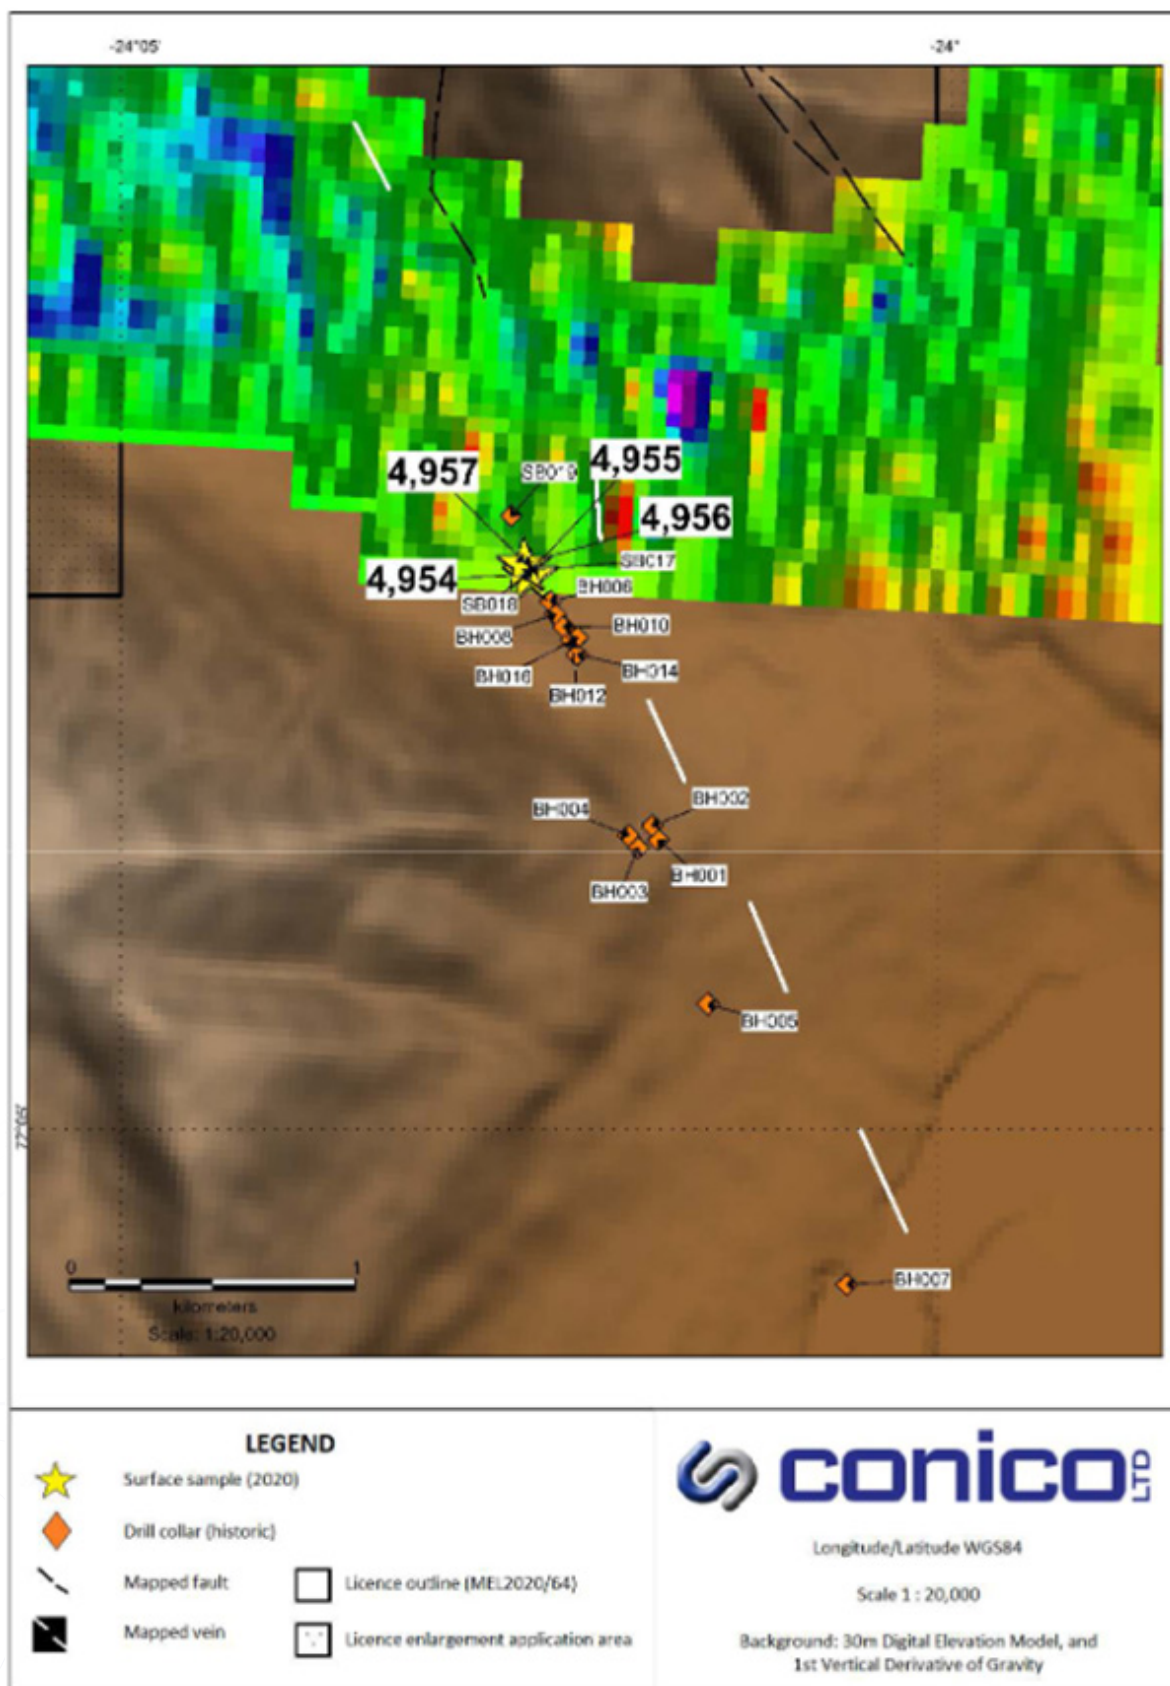 -24°05'
-24°
4,957
SB019
4,955
4,956
SB017
4,954
BH006
SB018
BH008
BH010
BH016
BH014
BH012
BH002
BH004
BH001
BH003
BH005
72°05'
BH007
0
1
kilometers
Scale: 1:20,000
LEGEND
Surface sample (2020)
Drill collar (historic)
Mapped fault
Licence outline (MEL2020/64)
Mapped vein
Licence enlargement application area
conico LTD
Longitude/Latitude WGS84
Scale 1 : 20,000
Background: 30m Digital Elevation Model, and
1st Vertical Derivative of Gravity